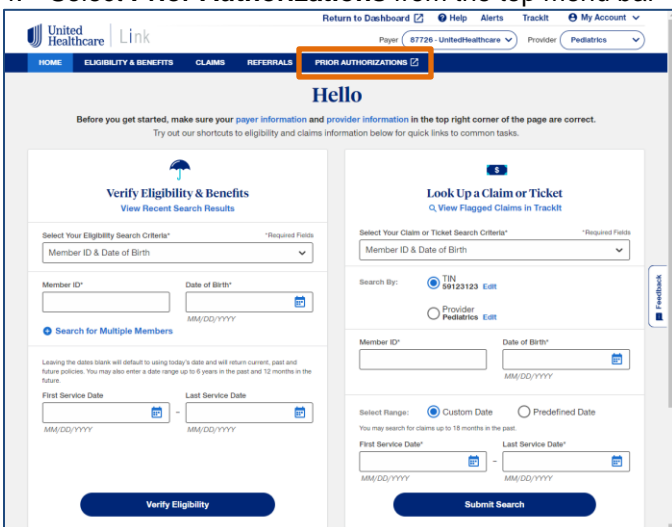 Select Prior Authorizations from the top menu bar
Return to Dashboard Help Alerts TrackIt My Account
United
Healthcare Link
Payer 87726 - UnitedHealthcare Provider Pediatrics
HOME ELIGIBILITY & BENEFITS CLAIMS REFERRALS PRIOR AUTHORIZATIONS
Hello
Before you get started, make sure your payer information and provider information in the top right corner of the page are correct.
Try out our shortcuts to eligibility and claims information below for quick links to common tasks.
Verify Eligibility & Benefits
View Recent Search Results
Select Your Eligibility Search Criteria* *Required Fields
Member ID & Date of Birth
Member ID* Date of Birth*
MM/DD/YYYY
Search for Multiple Members
Leaving the dates blank will default to using today's date and will return current, past and
future policies. You may also enter a date range up to 6 years in the past and 12 months in the
future.
First Service Date Last Service Date
-
MM/DD/YYYY MM/DD/YYYY
Verify Eligibility
$
Look Up a Claim or Ticket
View Flagged Claims in TrackIt
Select Your Claim or Ticket Search Criteria* *Required Fields
Member ID & Date of Birth
Search By: TIN
59123123 Edit
Provider
Pediatrics Edit
Member ID* Date of Birth*
MM/DD/YYYY
Select Range: Custom Date Predefined Date
You may search for claims up to 18 months in the past.
First Service Date* Last Service Date*
-
MM/DD/YYYY MM/DD/YYYY
Submit Search
Feedback